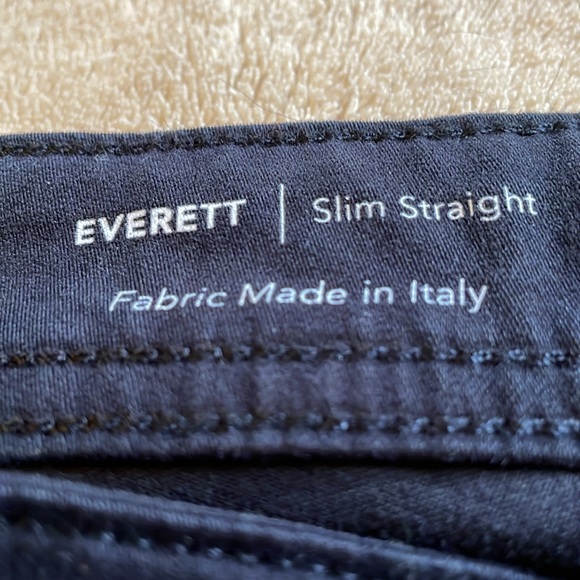 EVERETT | Slim Straight
Fabric Made in Italy